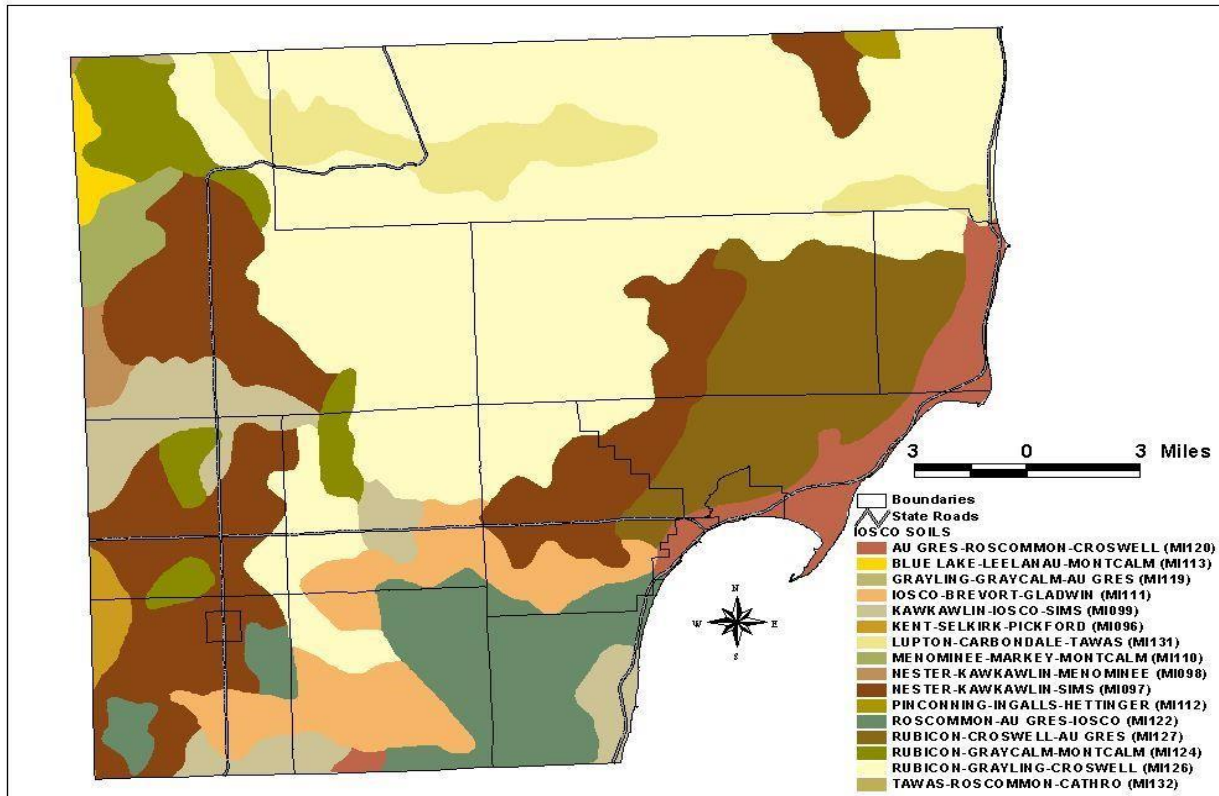 3 0 3 Miles
Boundaries
State Roads
IOSCO SOILS
AU GRES-ROSCOMMON-CROSWELL (MI120)
BLUE LAKE-LEELANAU-MONTCALM (MI113)
GRAYLING-GRAYCALM-AU GRES (MI119)
IOSCO-BREVORT-GLADWIN (MI111)
KAWKAWLIN-IOSCO-SIMS (MI099)
KENT-SELKIRK-PICKFORD (MI096)
LUPTON-CARBONDALE-TAWAS (MI131)
MENOMINEE-MARKEY-MONTCALM (MI110)
NESTER-KAWKAWLIN-MENOMINEE (MI098)
NESTER-KAWKAWLIN-SIMS (MI097)
PINCONNING-INGALLS-HETTINGER (MI112)
ROSCOMMON-AU GRES-IOSCO (MI122)
RUBICON-CROSWELL-AU GRES (MI127)
RUBICON-GRAYCALM-MONTCALM (MI124)
RUBICON-GRAYLING-CROSWELL (MI126)
TAWAS-ROSCOMMON-CATHRO (MI132)
N
W E
S